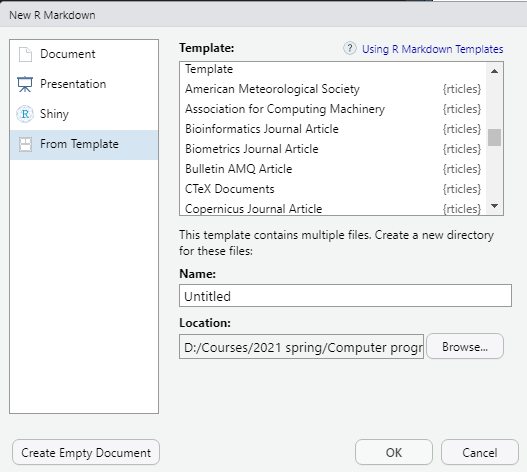 New R Markdown
Document
Presentation
Shiny
From Template
Template:
? Using R Markdown Templates
Template
American Meteorological Society {rticles}
Association for Computing Machinery {rticles}
Bioinformatics Journal Article {rticles}
Biometrics Journal Article {rticles}
Bulletin AMQ Article {rticles}
CTeX Documents {rticles}
Copernicus Journal Article {rticles}
This template contains multiple files. Create a new directory
for these files:
Name:
Untitled
Location:
D:/Courses/2021 spring/Computer progr
Browse...
Create Empty Document
OK
Cancel